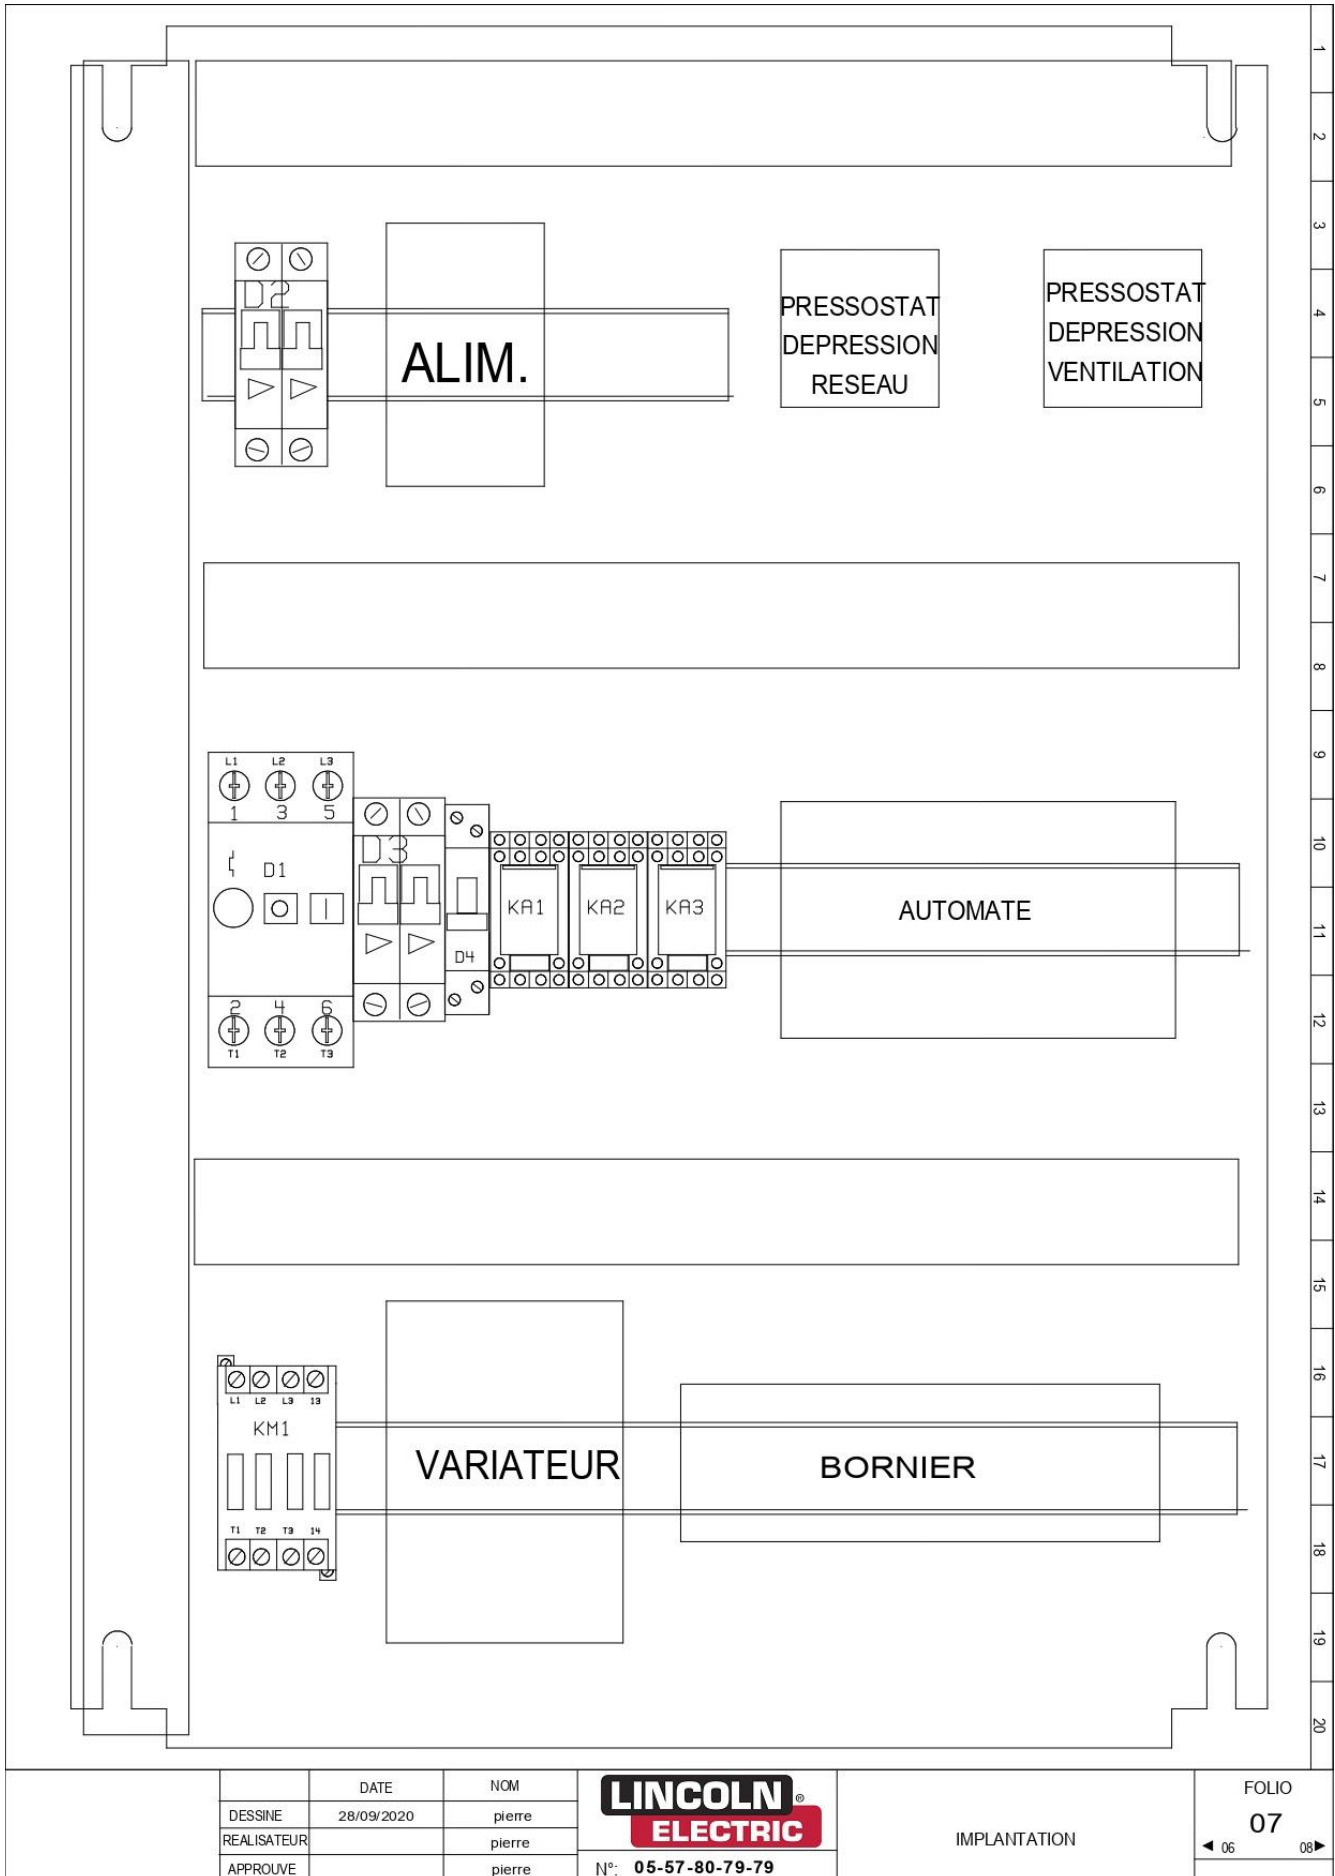 1
2
3
4
5
6
7
8
9
10
11
12
13
14
15
16
17
18
19
20
D2
ALIM.
PRESSOSTAT
DEPRESSION
RESEAU
PRESSOSTAT
DEPRESSION
VENTILATION
L1 L2 L3
1 3 5
D1
2 4 6
T1 T2 T3
D3
D4
KA1
KA2
KA3
AUTOMATE
L1 L2 L3 13
KM1
T1 T2 T3 14
VARIATEUR
BORNIER
DATE NOM
DESSINE 28/09/2020 pierre
REALISATEUR pierre
APPROUVE pierre
LINCOLN ®
ELECTRIC
N°: 05-57-80-79-79
IMPLANTATION
FOLIO
07
◄ 06 08►